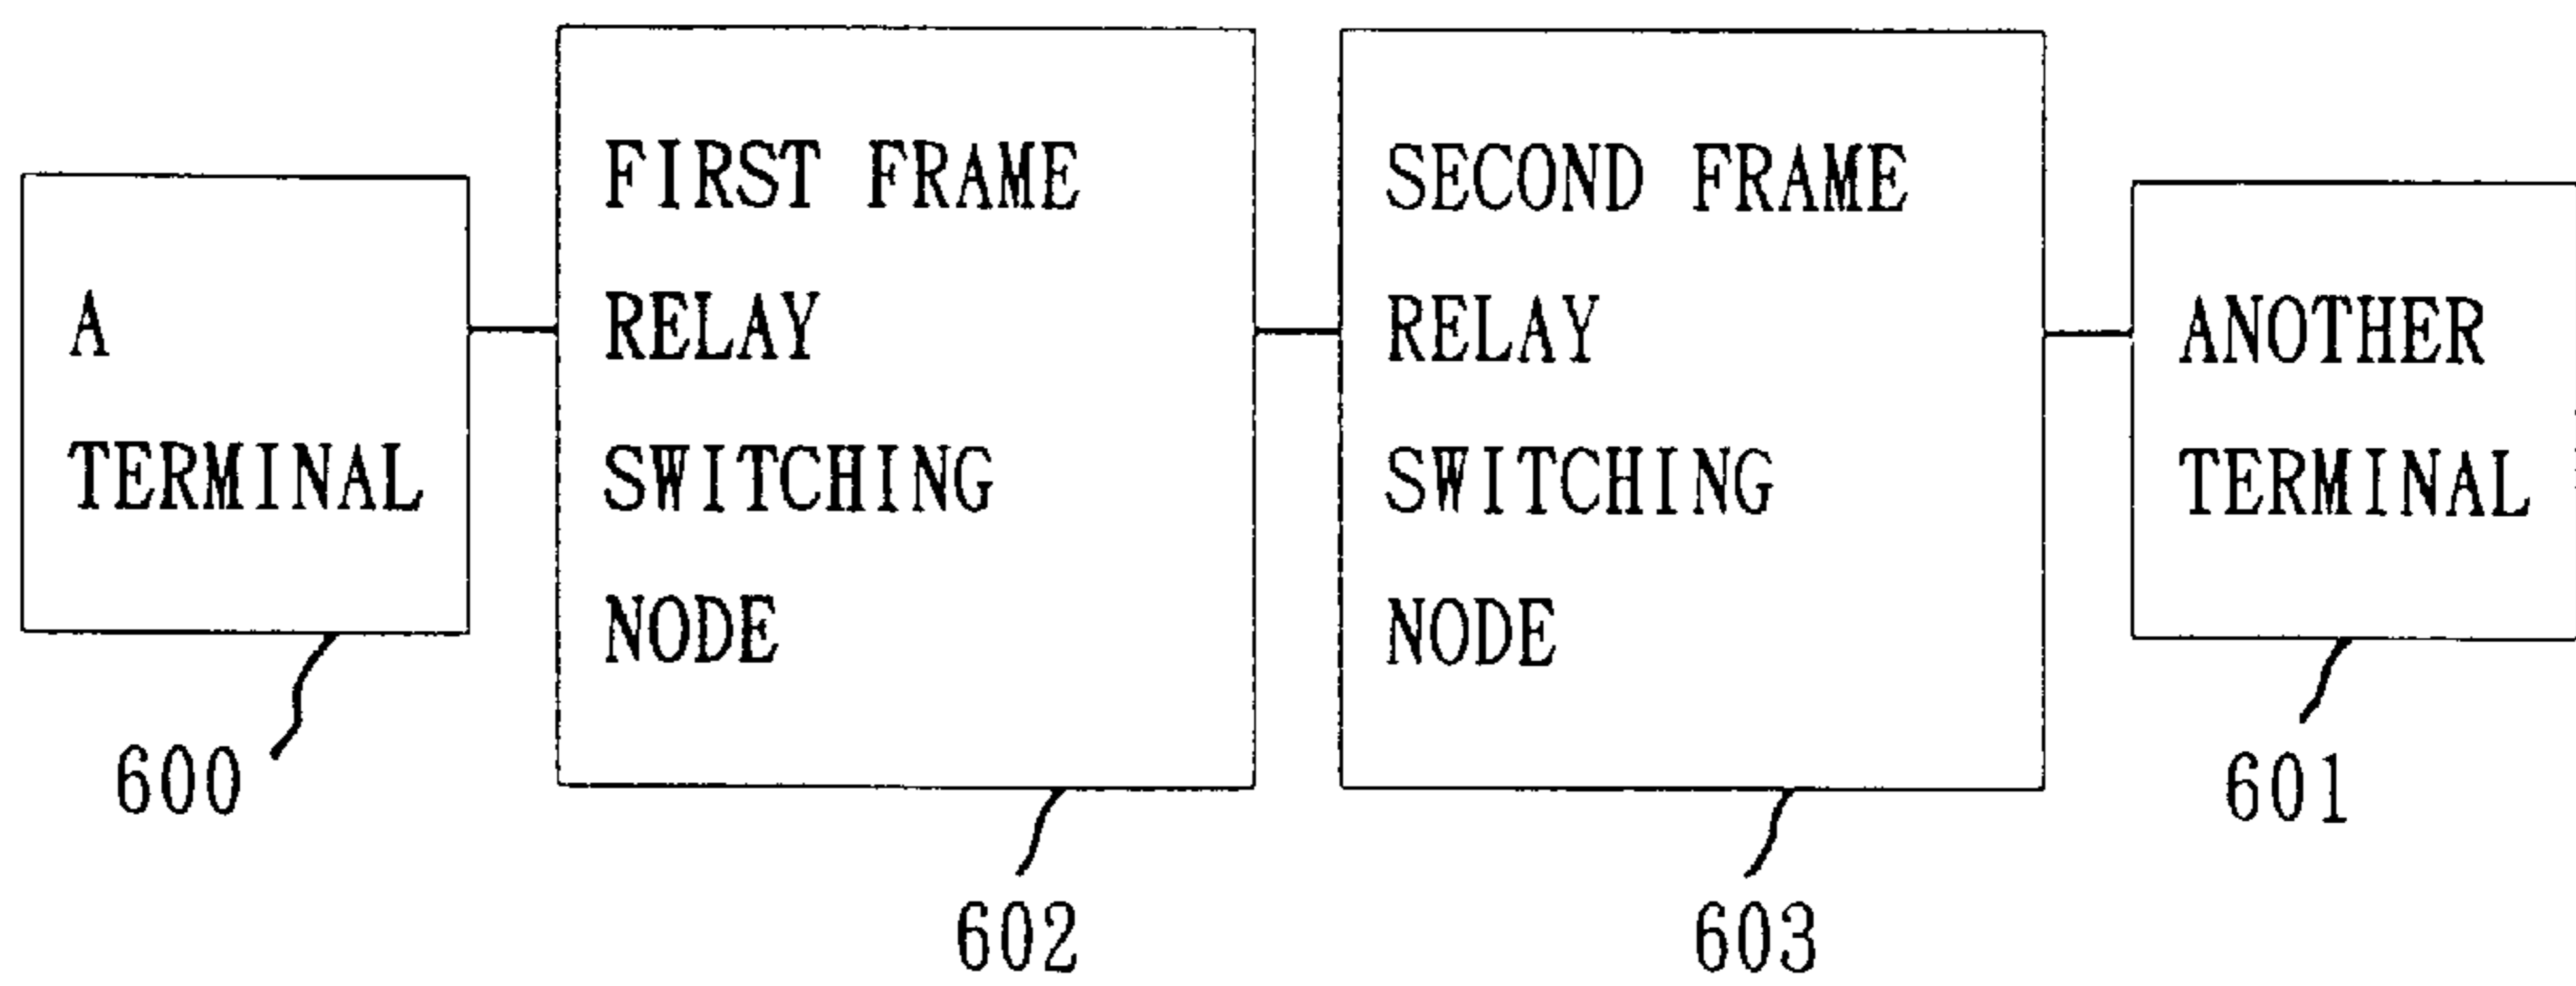 A
TERMINAL
600
FIRST FRAME
RELAY
SWITCHING
NODE
602
SECOND FRAME
RELAY
SWITCHING
NODE
603
ANOTHER
TERMINAL
601